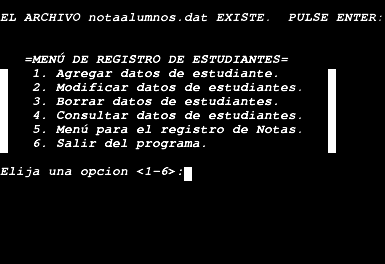 EL ARCHIVO notaalumnos.dat EXISTE. PULSE ENTER:
=MENÚ DE REGISTRO DE ESTUDIANTES=
1. Agregar datos de estudiante.
2. Modificar datos de estudiantes.
3. Borrar datos de estudiantes.
4. Consultar datos de estudiantes.
5. Menú para el registro de Notas.
6. Salir del programa.
Elija una opcion <1-6>: